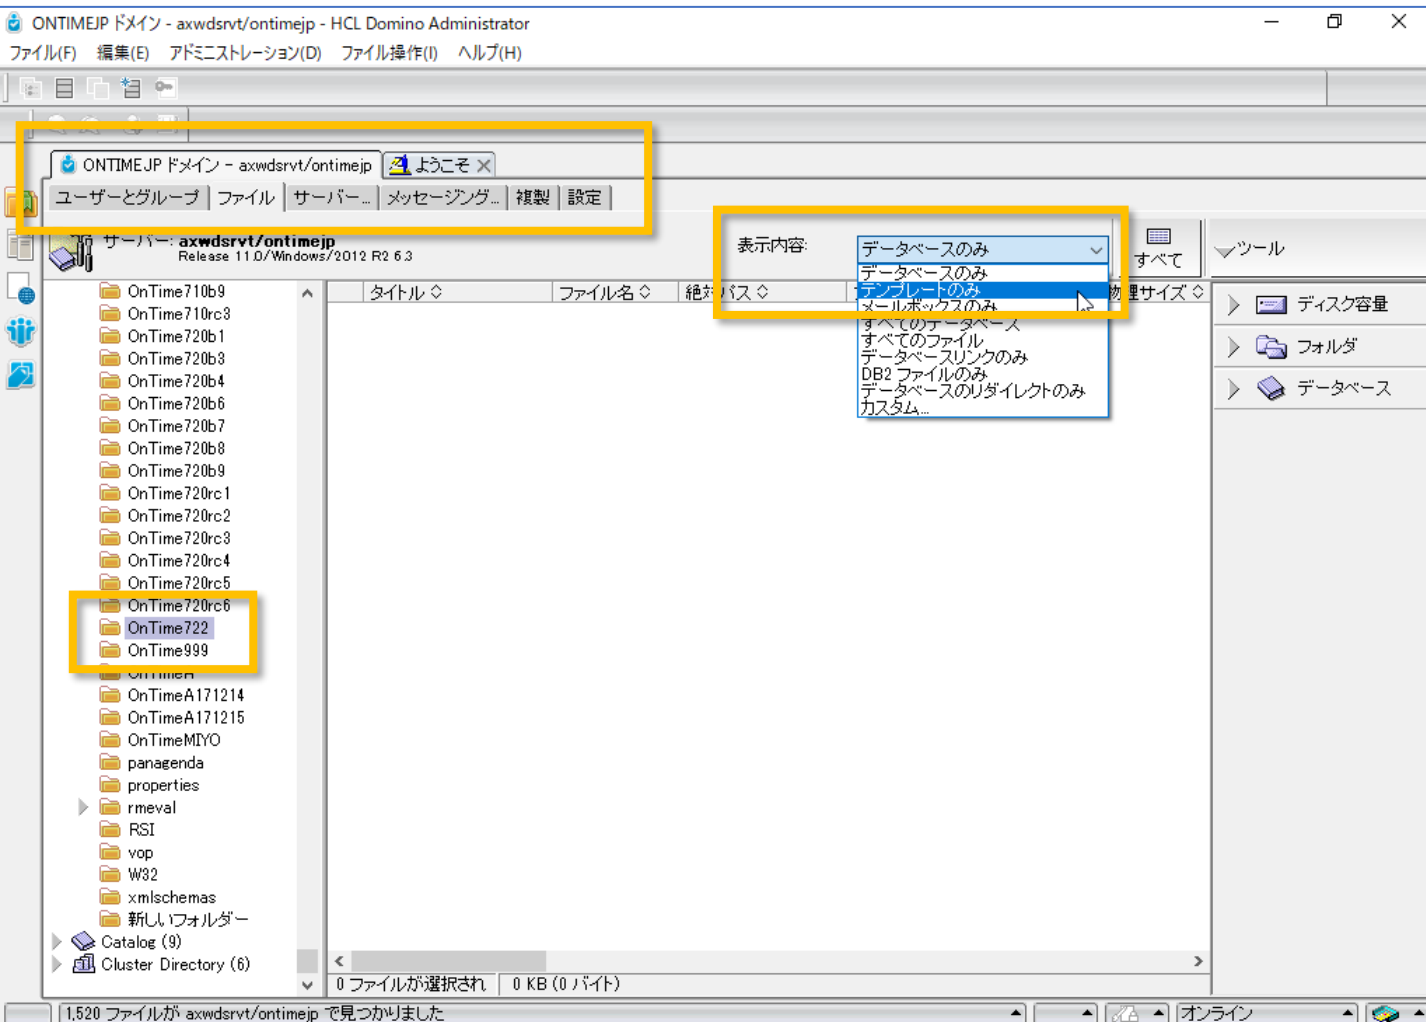 ONTIMEJP ドメイン - axwdsrvt/ontimejp - HCL Domino Administrator
ファイル(F) 編集(E) アドミニストレーション(D) ファイル操作(I) ヘルプ(H)
ONTIMEJP ドメイン - axwdsrvt/ontimejp ようこそ
ユーザーとグループ ファイル サーバー... メッセージング... 複製 設定
サーバー: axwdsrvt/ontimejp
Release 11.0/Windows/2012 R2 6.3
表示内容: データベースのみ
すべて
ツール
データベースのみ
テンプレートのみ
メールボックスのみ
すべてのデータベース
すべてのファイル
データベースリンクのみ
DB2 ファイルのみ
データベースのリダイレクトのみ
カスタム...
タイトル ファイル名 絶対パス 物理サイズ
ディスク容量
フォルダ
データベース
OnTime710b9
OnTime710rc3
OnTime720b1
OnTime720b3
OnTime720b4
OnTime720b6
OnTime720b7
OnTime720b8
OnTime720b9
OnTime720rc1
OnTime720rc2
OnTime720rc3
OnTime720rc4
OnTime720rc5
OnTime720rc6
OnTime722
OnTime999
OnTimeA171214
OnTimeA171215
OnTimeMIYO
panagenda
properties
rmeval
RSI
vop
W32
xmlschemas
新しいフォルダー
Catalog (9)
Cluster Directory (6)
0 ファイルが選択され 0 KB (0 バイト)
1,520 ファイルが axwdsrvt/ontimejp で見つかりました
オンライン